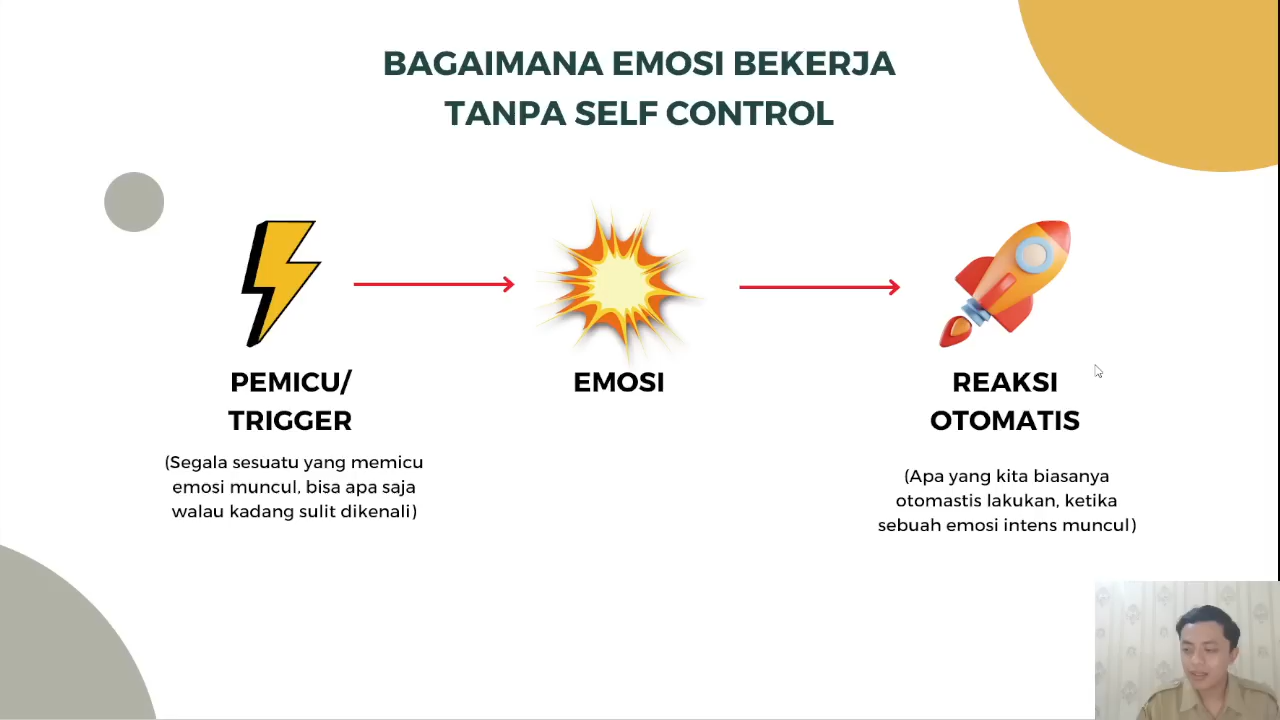 BAGAIMANA EMOSI BEKERJA
TANPA SELF CONTROL
PEMICU/
TRIGGER
(Segala sesuatu yang memicu
emosi muncul, bisa apa saja
walau kadang sulit dikenali)
EMOSI
REAKSI
OTOMATIS
(Apa yang kita biasanya
otomastis lakukan, ketika
sebuah emosi intens muncul)